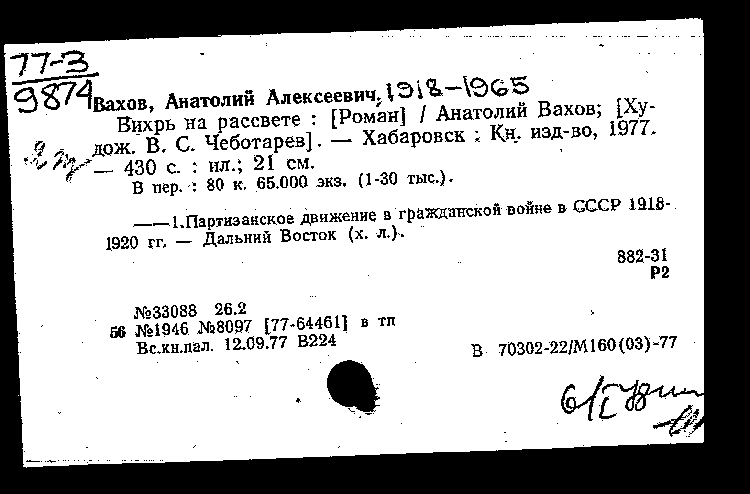 77-3
9874
Вахов, Анатолий Алексеевич, 1918-1965
Вихрь на рассвете : [Роман] / Анатолий Вахов; [Ху-
дож. В. С. Чеботарев]. — Хабаровск : Кн. изд-во, 1977.
— 430 с. : ил.; 21 см.
В пер. : 80 к. 65.000 экз. (1-30 тыс.).
——1.Партизанское движение в гражданской войне в СССР 1918-
1920 гг. — Дальний Восток (х. л.).
882-31
Р2
№33088 26.2
56 №1946 №8097 [77-64461] в тп
Вс.кн.пал. 12.09.77 В224
В 70302-22/М160(03)-77